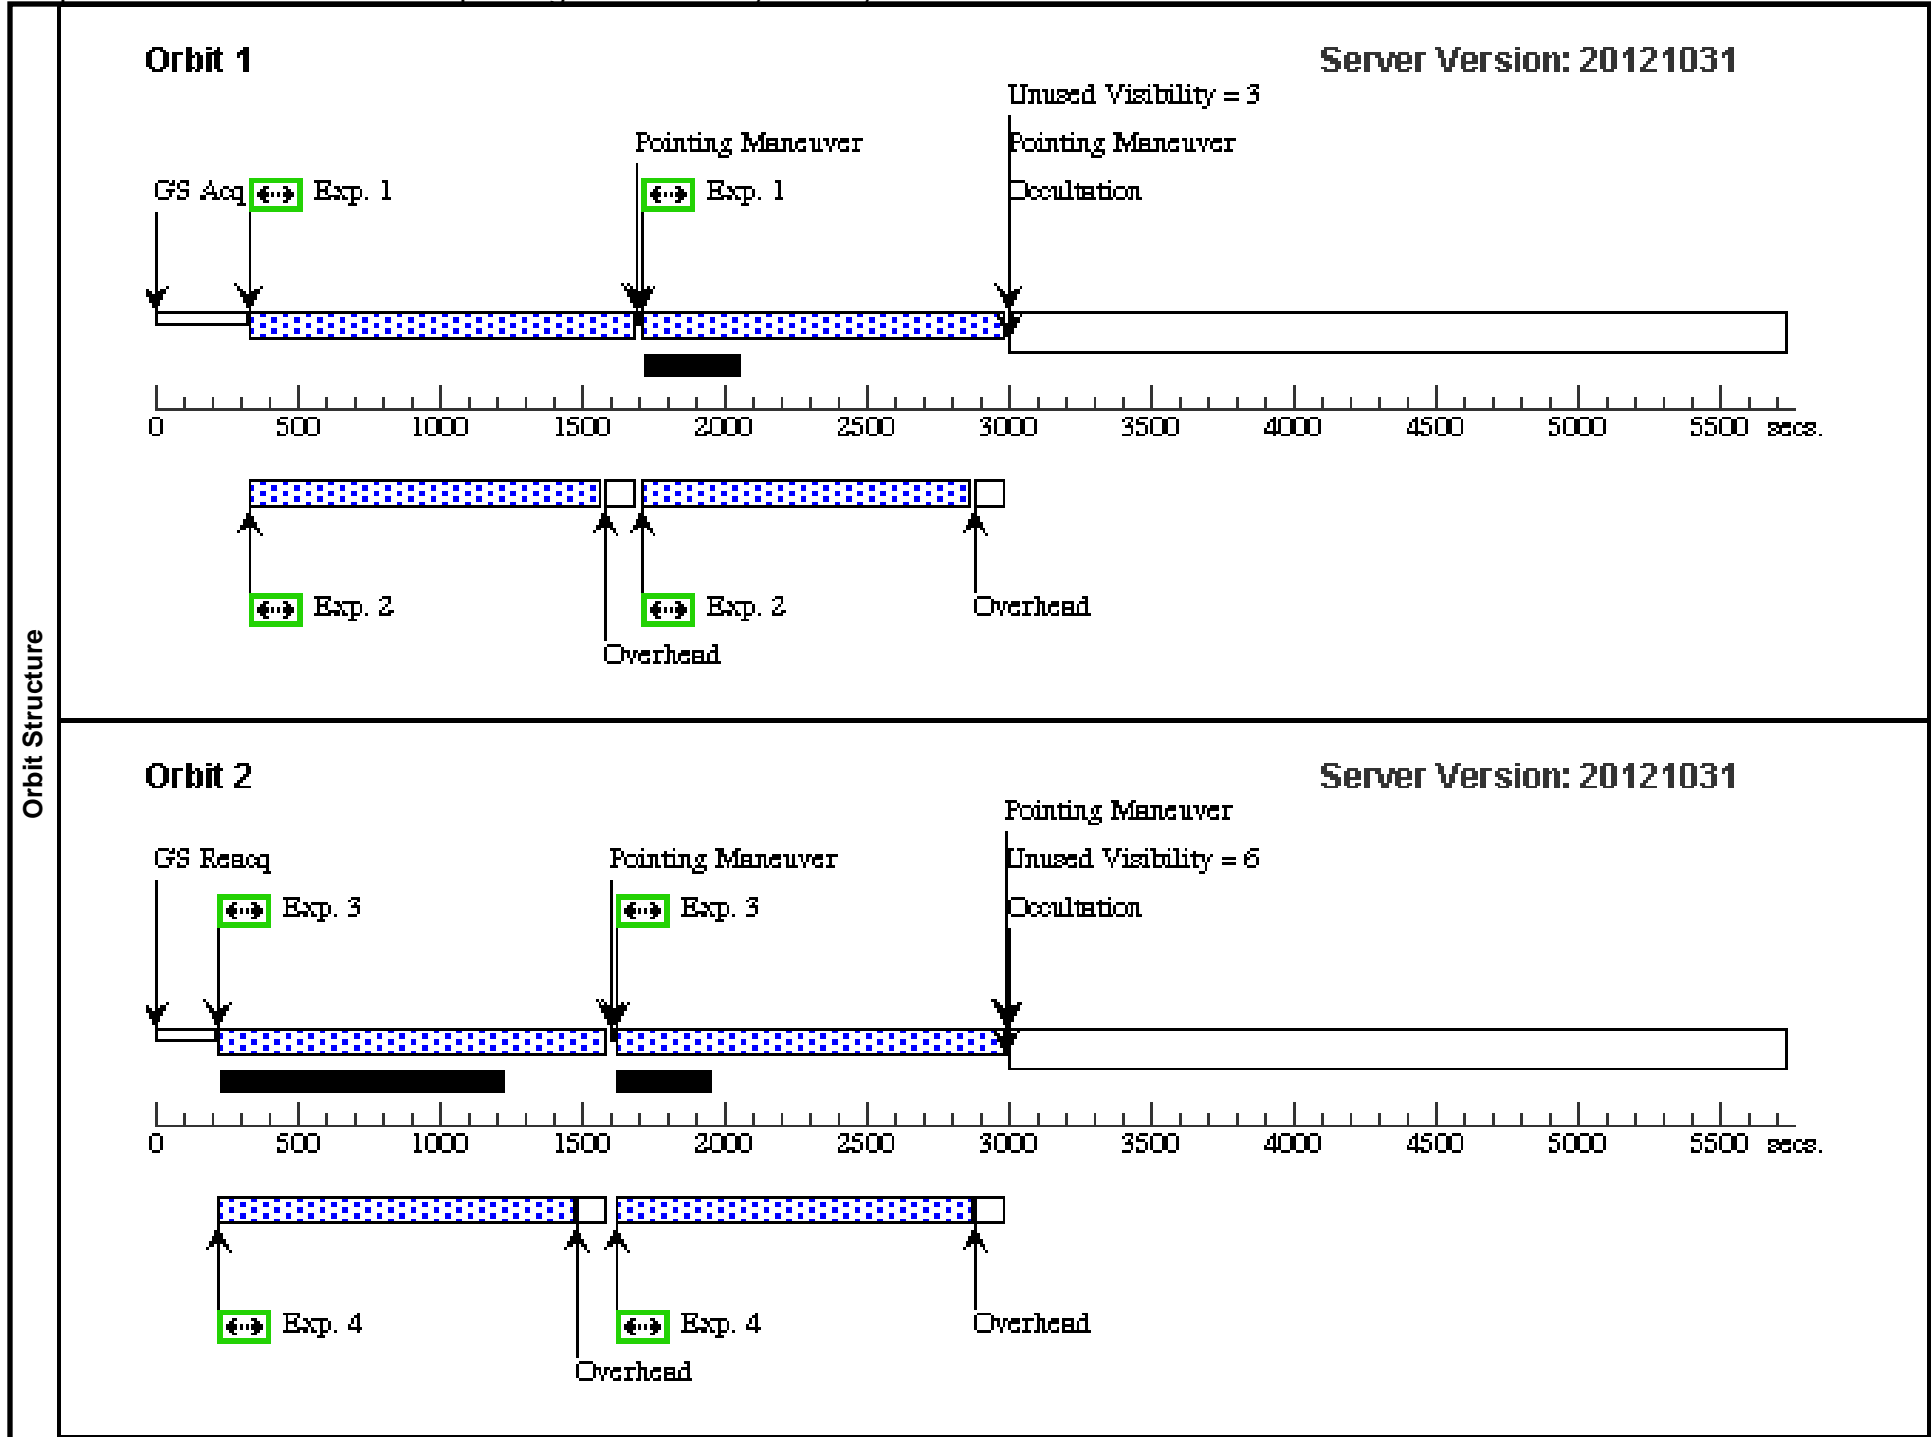 Orbit Structure
Orbit 1
Server Version: 20121031
Unused Visibility = 3
Pointing Maneuver
Pointing Maneuver
GS Acq
Exp. 1
Exp. 1
Occultation
0 500 1000 1500 2000 2500 3000 3500 4000 4500 5000 5500 secs.
Exp. 2
Exp. 2
Overhead
Overhead
Orbit 2
Server Version: 20121031
Pointing Maneuver
GS Reacq
Pointing Maneuver
Unused Visibility = 6
Exp. 3
Exp. 3
Occultation
0 500 1000 1500 2000 2500 3000 3500 4000 4500 5000 5500 secs.
Exp. 4
Exp. 4
Overhead
Overhead